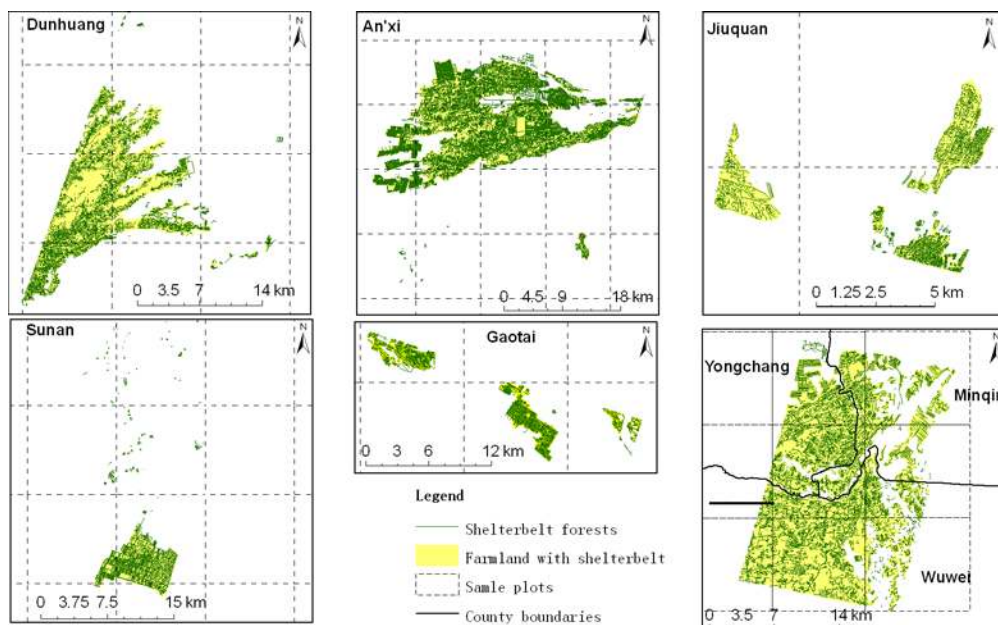 Dunhuang
N
0 3.5 7 14 km
An'xi
N
0 4.5 9 18 km
Jiuquan
N
0 1.25 2.5 5 km
Sunan
N
0 3.75 7.5 15 km
Gaotai
N
0 3 6 12 km
Legend
Shelterbelt forests
Farmland with shelterbelt
Samle plots
County boundaries
N
Yongchang
Minqin
Wuwei
0 3.5 7 14 km